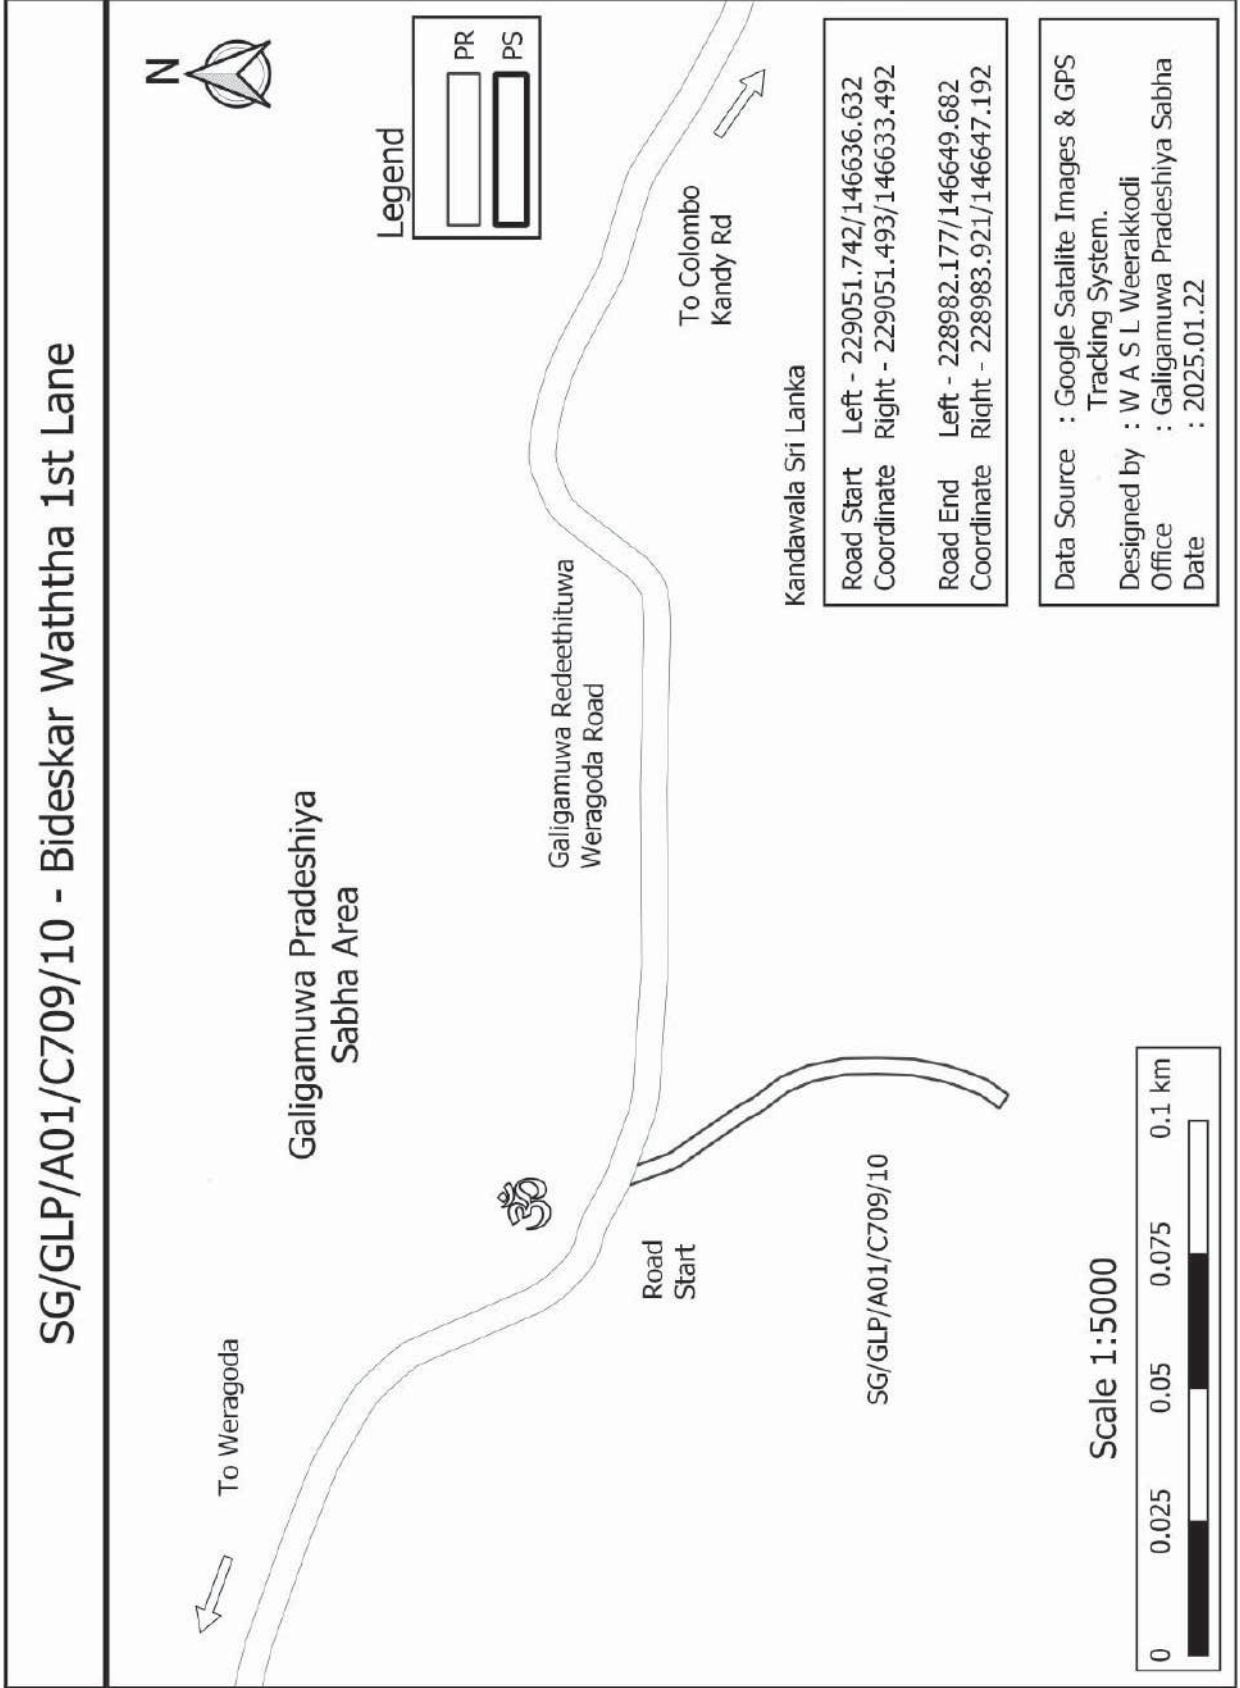 SG/GLP/A01/C709/10 - Bideskar Waththa 1st Lane
N
To Weragoda
Galigamuwa Pradeshiya
Sabha Area
Legend
PR
PS
ॐ
Galigamuwa Redeethituwa
Weragoda Road
Road
Start
To Colombo
Kandy Rd
SG/GLP/A01/C709/10
Kandawala Sri Lanka
Road Start Left - 229051.742/146636.632
Coordinate Right - 229051.493/146633.492
Road End Left - 228982.177/146649.682
Coordinate Right - 228983.921/146647.192
Data Source : Google Satalite Images & GPS
Tracking System.
Designed by : W A S L Weerakkodi
Office : Galigamuwa Pradeshiya Sabha
Date : 2025.01.22
Scale 1:5000
0 0.025 0.05 0.075 0.1 km